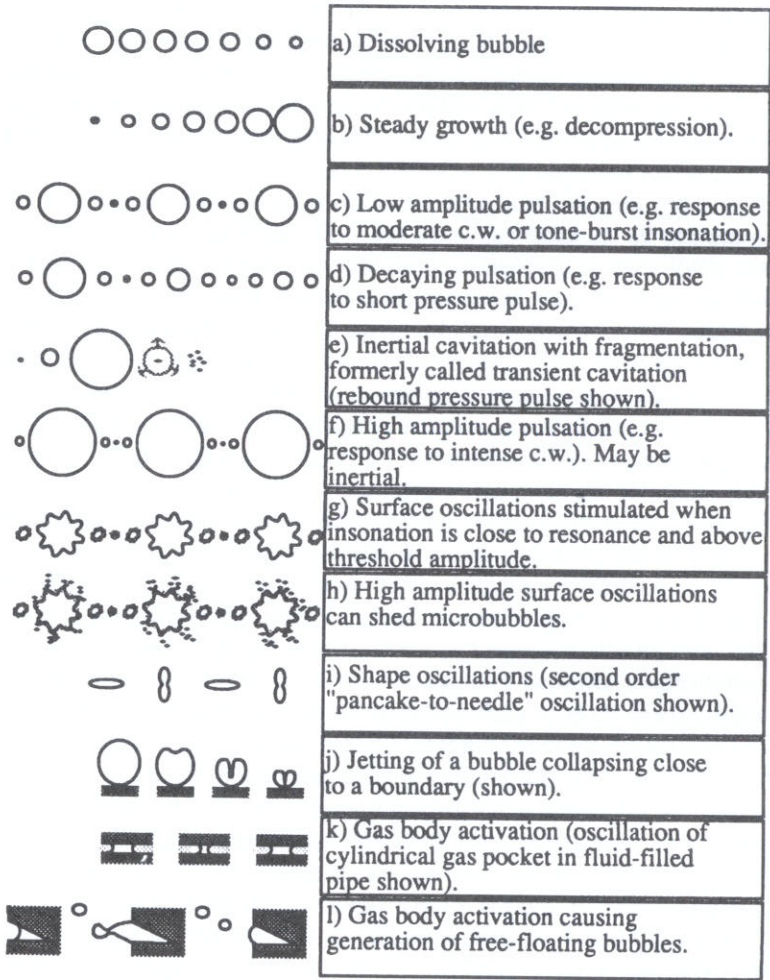 a) Dissolving bubble
b) Steady growth (e.g. decompression).
c) Low amplitude pulsation (e.g. response
to moderate c.w. or tone-burst insonation).
d) Decaying pulsation (e.g. response
to short pressure pulse).
e) Inertial cavitation with fragmentation,
formerly called transient cavitation
(rebound pressure pulse shown).
f) High amplitude pulsation (e.g.
response to intense c.w.). May be
inertial.
g) Surface oscillations stimulated when
insonation is close to resonance and above
threshold amplitude.
h) High amplitude surface oscillations
can shed microbubbles.
i) Shape oscillations (second order
"pancake-to-needle" oscillation shown).
j) Jetting of a bubble collapsing close
to a boundary (shown).
k) Gas body activation (oscillation of
cylindrical gas pocket in fluid-filled
pipe shown).
l) Gas body activation causing
generation of free-floating bubbles.